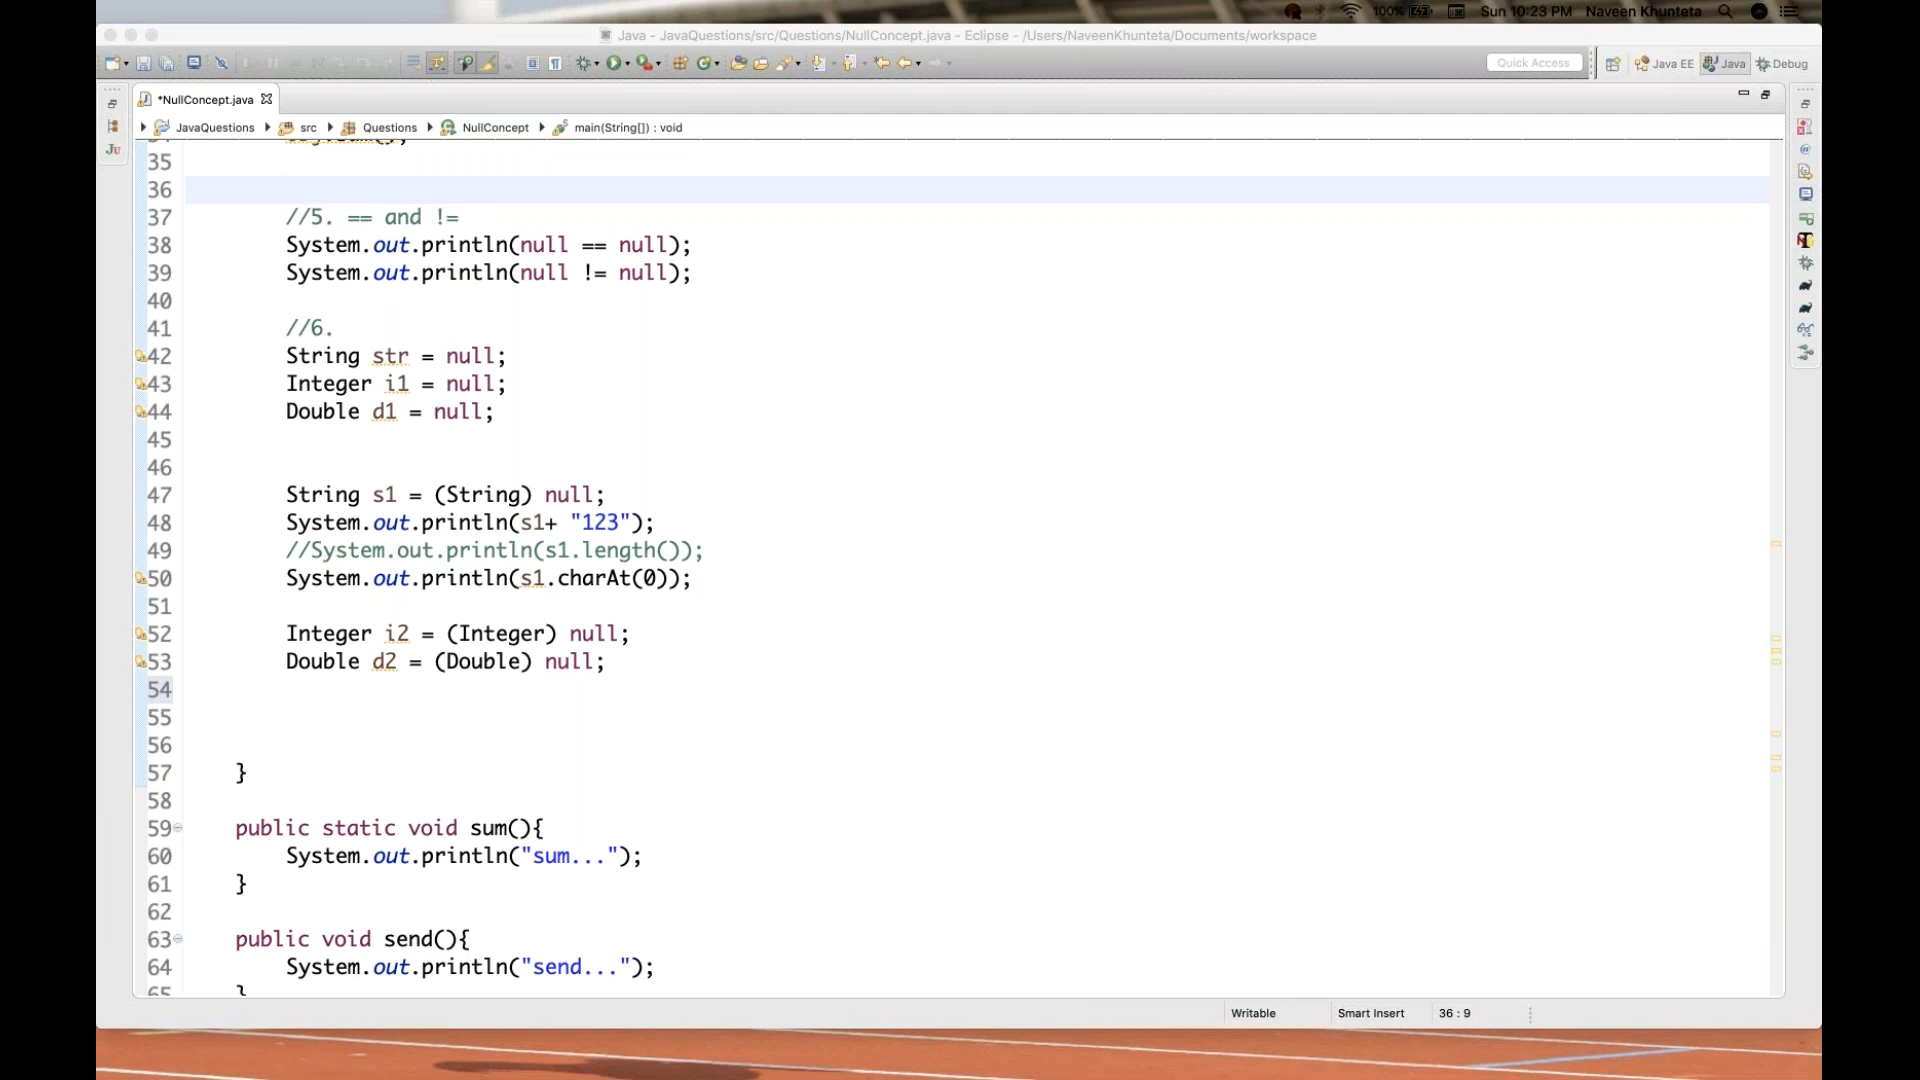 100%
Sun 10:23 PM Naveen Khunteta
Java - JavaQuestions/src/Questions/NullConcept.java - Eclipse - /Users/NaveenKhunteta/Documents/workspace
Quick Access
Java EE
Java
Debug
*NullConcept.java
JavaQuestions
src
Questions
NullConcept
main(String[]) : void
35
36
37 //5. == and !=
38 System.out.println(null == null);
39 System.out.println(null != null);
40
41 //6.
42 String str = null;
43 Integer i1 = null;
44 Double d1 = null;
45
46
47 String s1 = (String) null;
48 System.out.println(s1+ "123");
49 //System.out.println(s1.length());
50 System.out.println(s1.charAt(0));
51
52 Integer i2 = (Integer) null;
53 Double d2 = (Double) null;
54
55
56
57 }
58
59 public static void sum(){
60 System.out.println("sum...");
61 }
62
63 public void send(){
64 System.out.println("send...");
65 }
Writable
Smart Insert
36 : 9